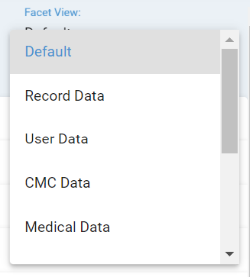 Facet View:
Default
Record Data
User Data
CMC Data
Medical Data